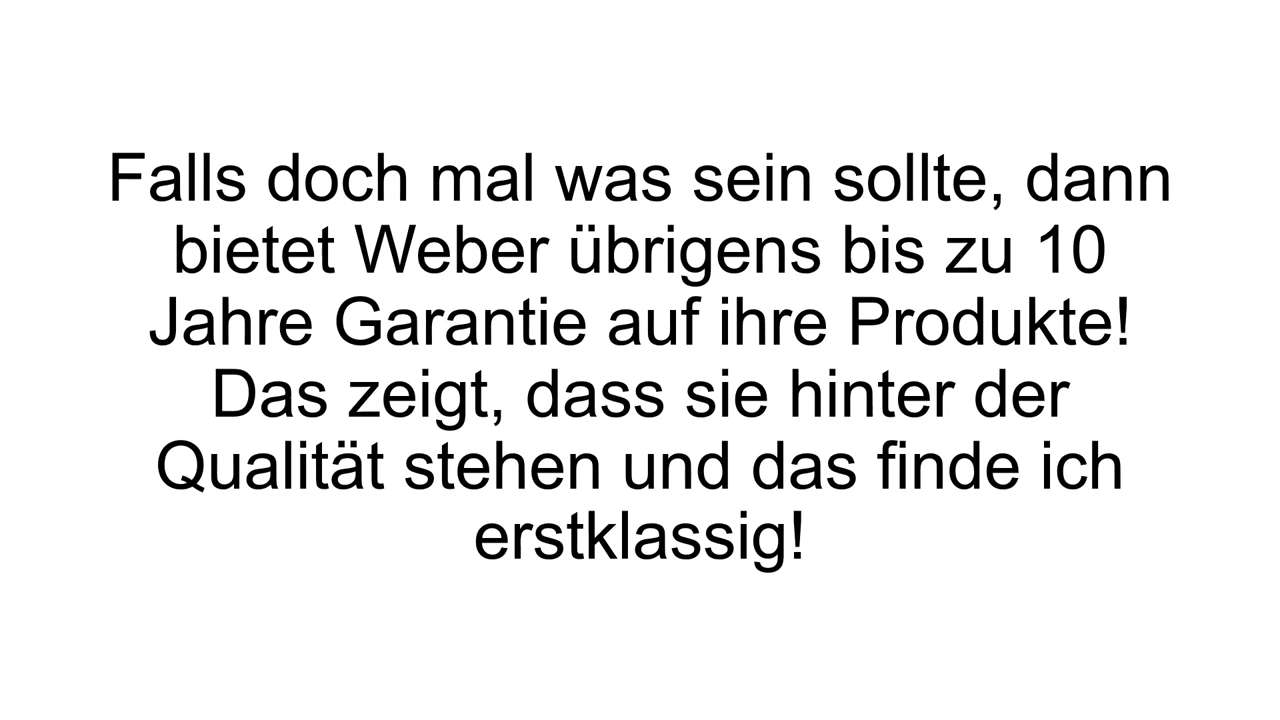 Falls doch mal was sein sollte, dann
bietet Weber übrigens bis zu 10
Jahre Garantie auf ihre Produkte!
Das zeigt, dass sie hinter der
Qualität stehen und das finde ich
erstklassig!